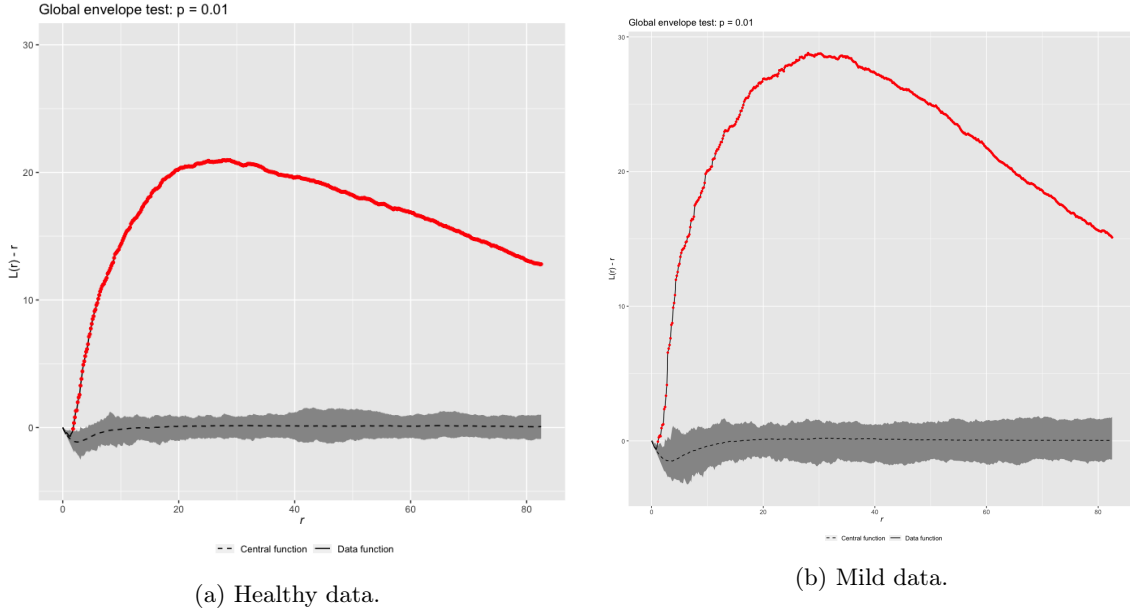 Global envelope test: p = 0.01
30
20
10
0
L(r) - r
0 20 40 60 80
r
Central function Data function
(a) Healthy data.
Global envelope test: p = 0.01
30
20
10
0
L(r) - r
0 20 40 60 80
r
Central function Data function
(b) Mild data.